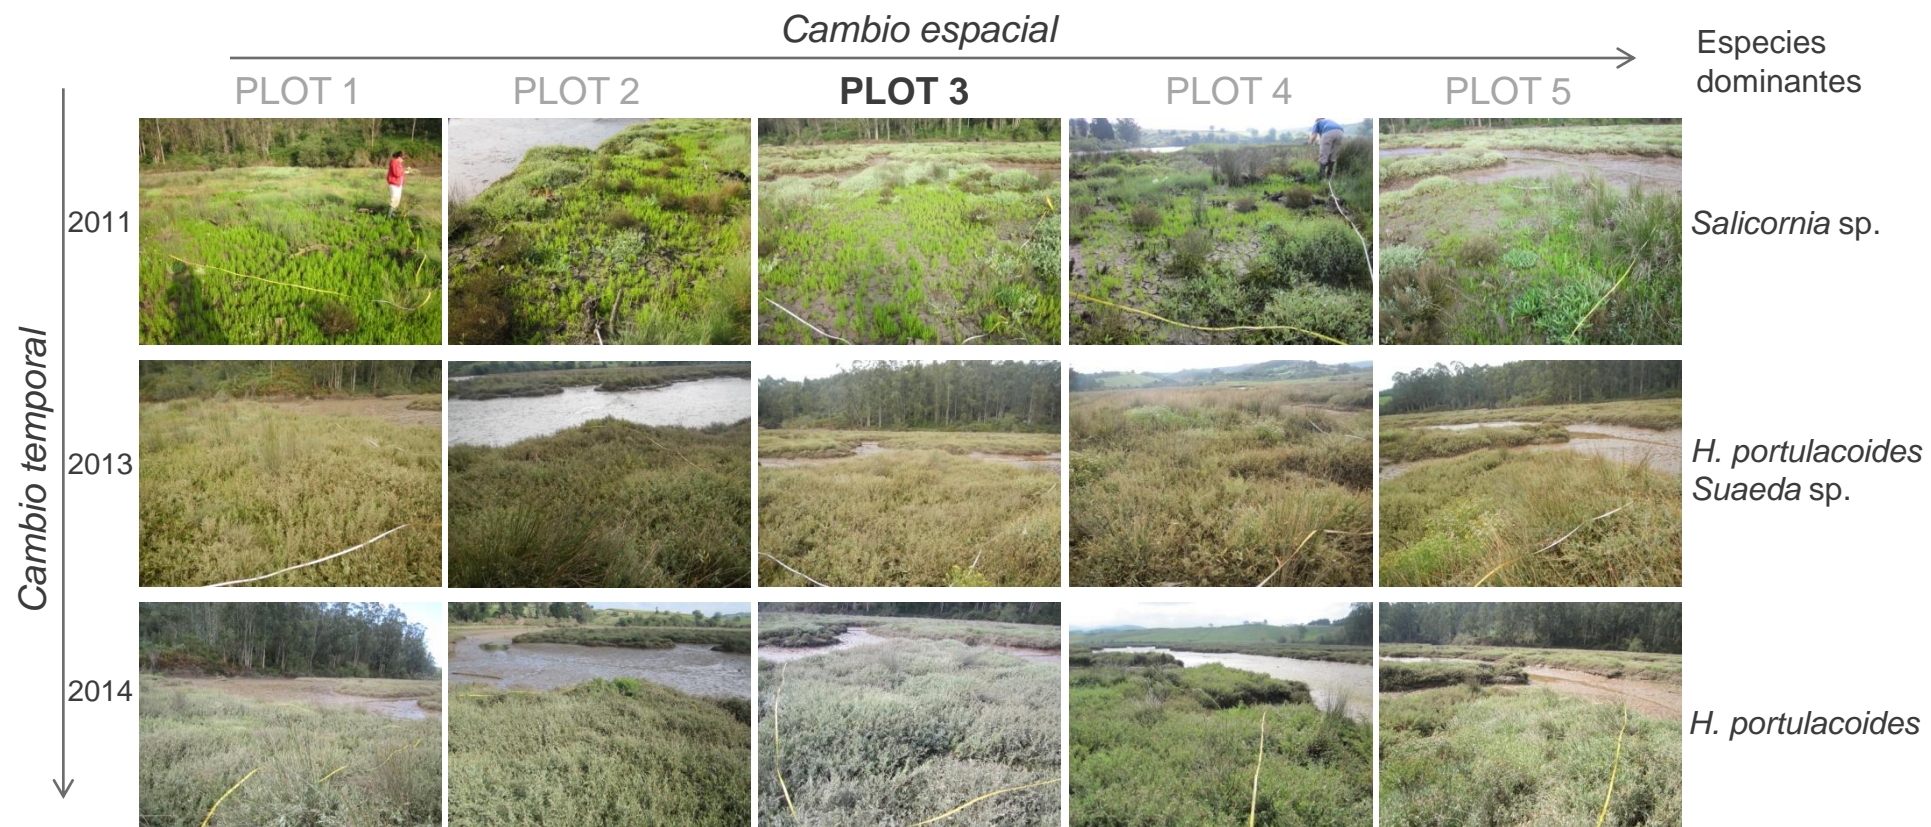 Cambio espacial
Especies
dominantes
PLOT 1
PLOT 2
PLOT 3
PLOT 4
PLOT 5
Cambio temporal
2011
Salicornia sp.
2013
H. portulacoides
Suaeda sp.
2014
H. portulacoides